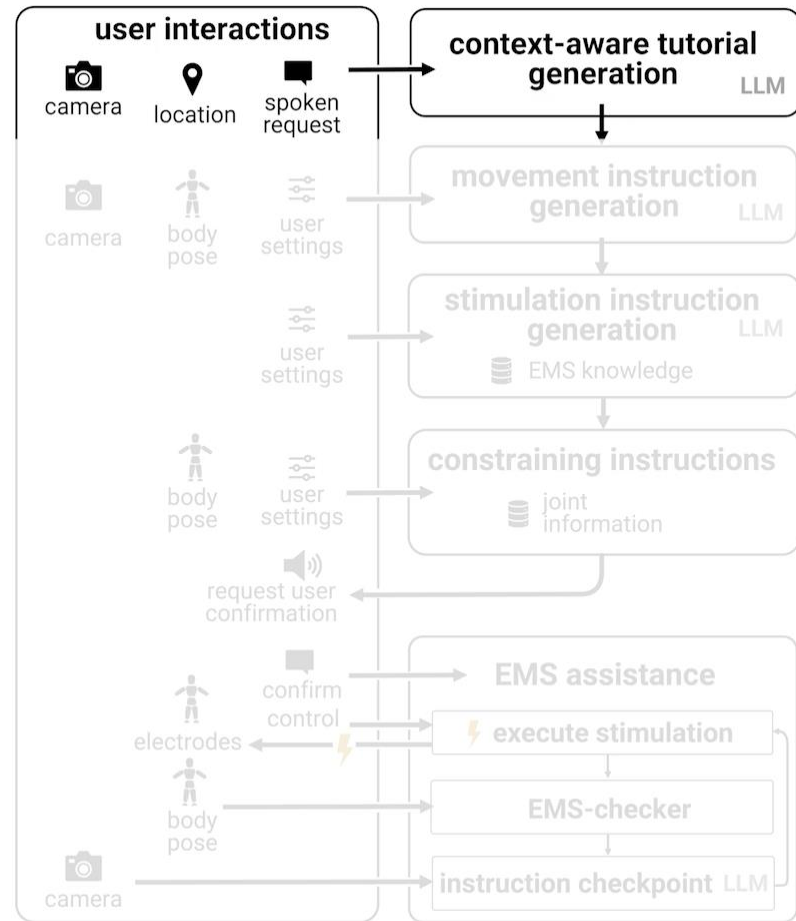 user interactions
camera
location
spoken
request
context-aware tutorial
generation
LLM
camera
body
pose
user
settings
movement instruction
generation
LLM
user
settings
stimulation instruction
generation
LLM
EMS knowledge
body
pose
user
settings
constraining instructions
joint
information
request user
confirmation
confirm
control
EMS assistance
electrodes
execute stimulation
body
pose
EMS-checker
camera
instruction checkpoint LLM